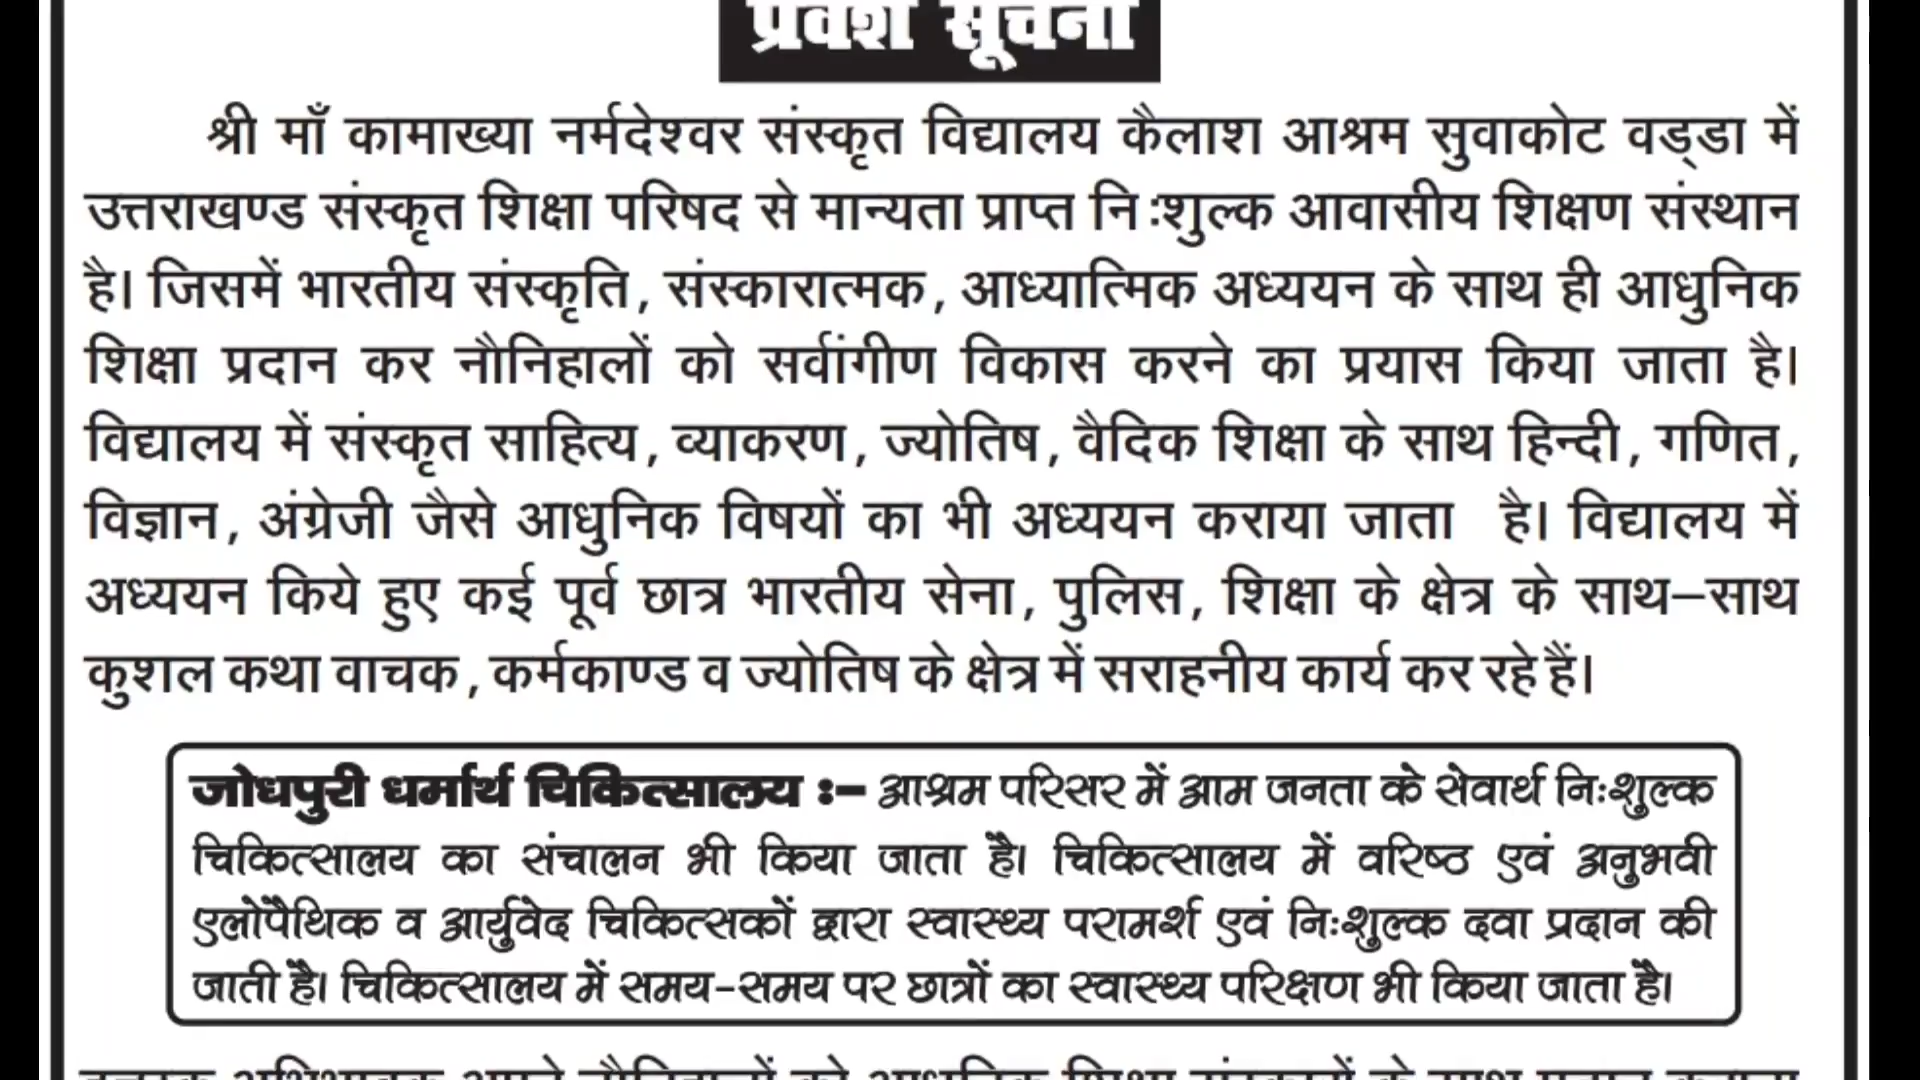 प्रवेश सूचना
श्री माँ कामाख्या नर्मदेश्वर संस्कृत विद्यालय कैलाश आश्रम सुवाकोट वड्डा में
उत्तराखण्ड संस्कृत शिक्षा परिषद से मान्यता प्राप्त निःशुल्क आवासीय शिक्षण संस्थान
है। जिसमें भारतीय संस्कृति, संस्कारात्मक, आध्यात्मिक अध्ययन के साथ ही आधुनिक
शिक्षा प्रदान कर नौनिहालों को सर्वांगीण विकास करने का प्रयास किया जाता है।
विद्यालय में संस्कृत साहित्य, व्याकरण, ज्योतिष, वैदिक शिक्षा के साथ हिन्दी, गणित,
विज्ञान, अंग्रेजी जैसे आधुनिक विषयों का भी अध्ययन कराया जाता है। विद्यालय में
अध्ययन किये हुए कई पूर्व छात्र भारतीय सेना, पुलिस, शिक्षा के क्षेत्र के साथ–साथ
कुशल कथा वाचक, कर्मकाण्ड व ज्योतिष के क्षेत्र में सराहनीय कार्य कर रहे हैं।
जोधपुरी धर्मार्थ चिकित्सालय :– आश्रम परिसर में आम जनता के सेवार्थ निःशुल्क
चिकित्सालय का संचालन भी किया जाता है। चिकित्सालय में वरिष्ठ एवं अनुभवी
एलोपैथिक व आर्युवेद चिकित्सकों द्वारा स्वास्थ्य परामर्श एवं निःशुल्क दवा प्रदान की
जाती है। चिकित्सालय में समय-समय पर छात्रों का स्वास्थ्य परिक्षण भी किया जाता है।